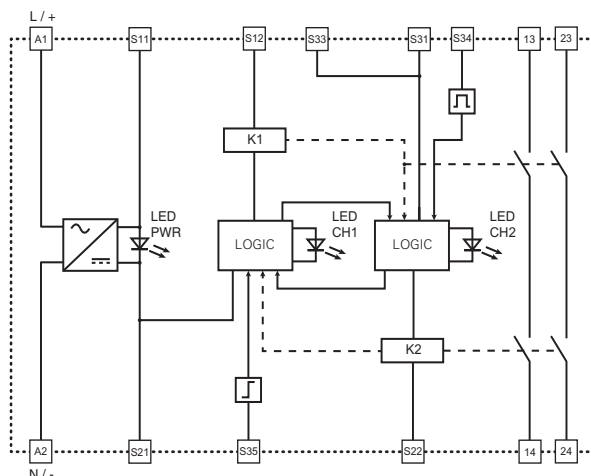 L / +
A1
S11
S12
S33
S31
S34
13
23
K1
LED
PWR
LOGIC
LED
CH1
LOGIC
LED
CH2
K2
A2
S21
S35
S22
14
24
N / -